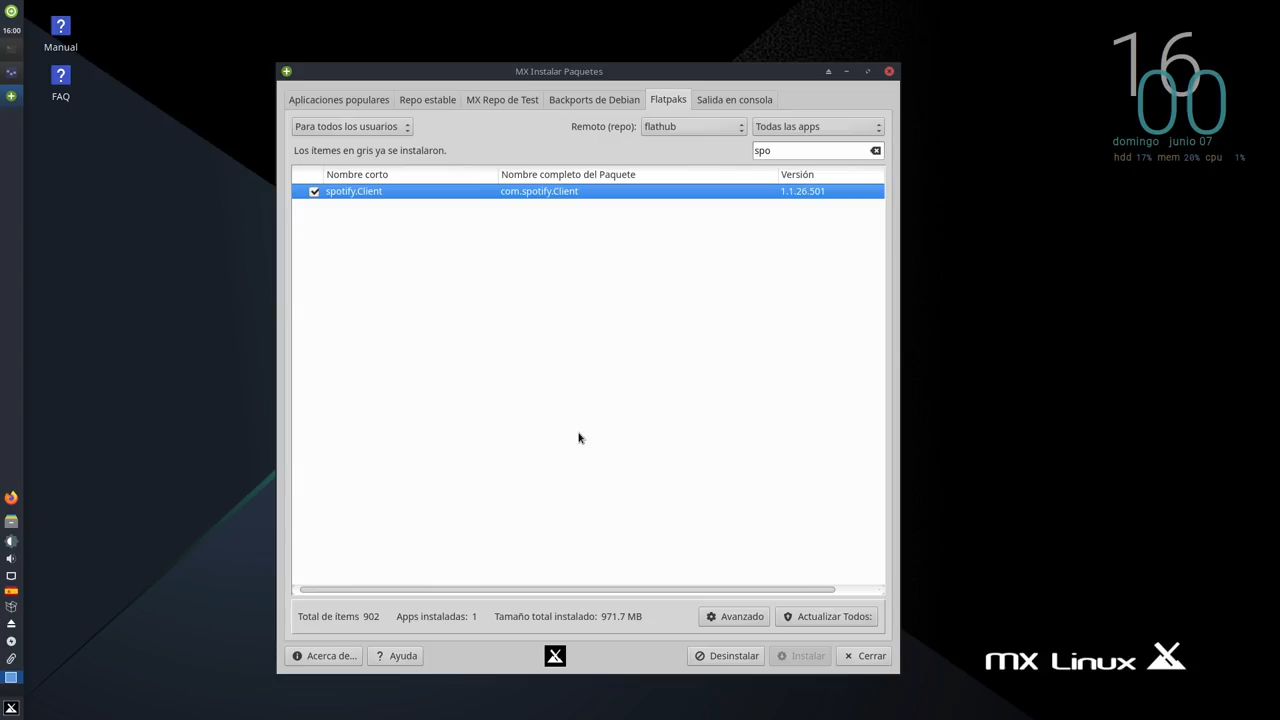 16:00
Manual
FAQ
MX Instalar Paquetes
Aplicaciones populares Repo estable MX Repo de Test Backports de Debian Flatpaks Salida en consola
Para todos los usuarios Remoto (repo): flathub Todas las apps
Los ítemes en gris ya se instalaron. spo
Nombre corto Nombre completo del Paquete Versión
spotify.Client com.spotify.Client 1.1.26.501
Total de ítems 902 Apps instaladas: 1 Tamaño total instalado: 971.7 MB Avanzado Actualizar Todos:
Acerca de... Ayuda Desinstalar Instalar Cerrar
16
00
domingo junio 07
hdd 17% mem 20% cpu 1%
MX Linux